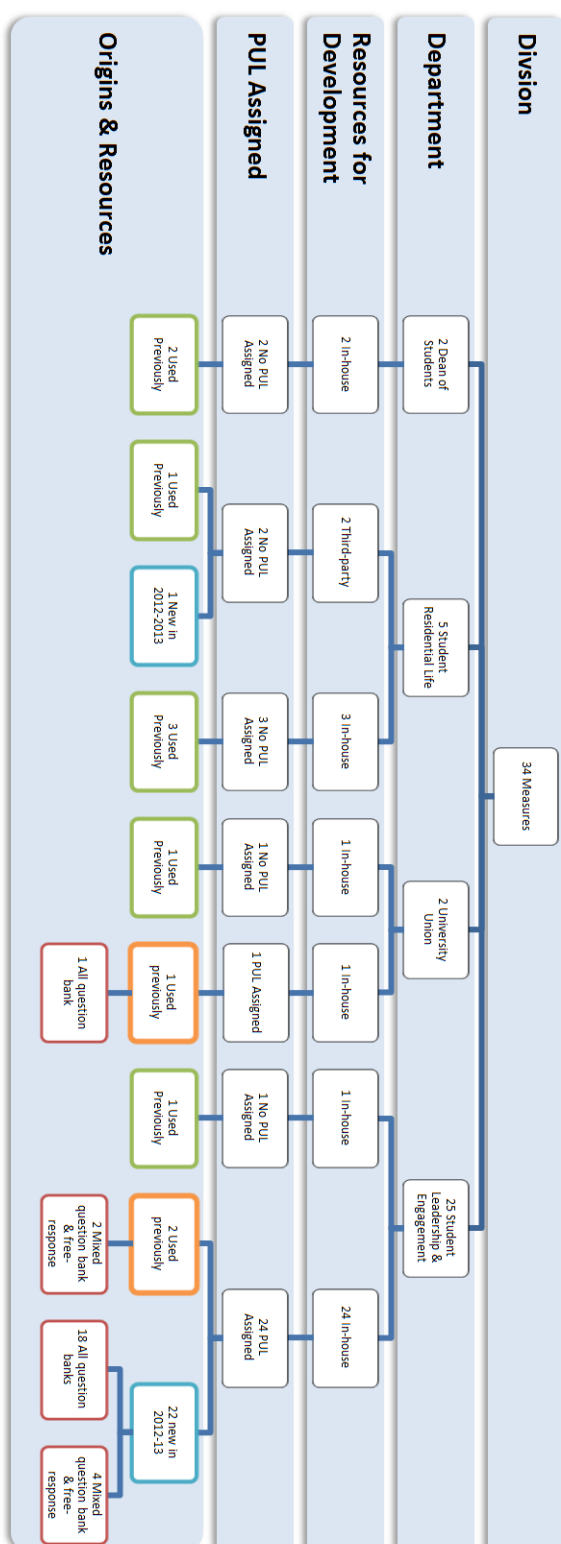 Divsion
34 Measures
Department
2 Dean of
Students
5 Student
Residential Life
2 University
Union
25 Student
Leadership &
Engagement
Resources for
Development
2 In-house
2 Third-party
3 In-house
1 In-house
1 In-house
1 In-house
24 In-house
PUL Assigned
2 No PUL
Assigned
2 No PUL
Assigned
3 No PUL
Assigned
1 No PUL
Assigned
1 PUL Assigned
1 No PUL
Assigned
24 PUL
Assigned
Origins & Resources
2 Used
Previously
1 Used
Previously
1 New in
2012-2013
3 Used
Previously
1 Used
Previously
1 Used
previously
1 Used
Previously
2 Used
previously
22 new in
2012-13
1 All question
bank
2 Mixed
question bank
& free-
response
18 All question
banks
4 Mixed
question bank
& free-
response